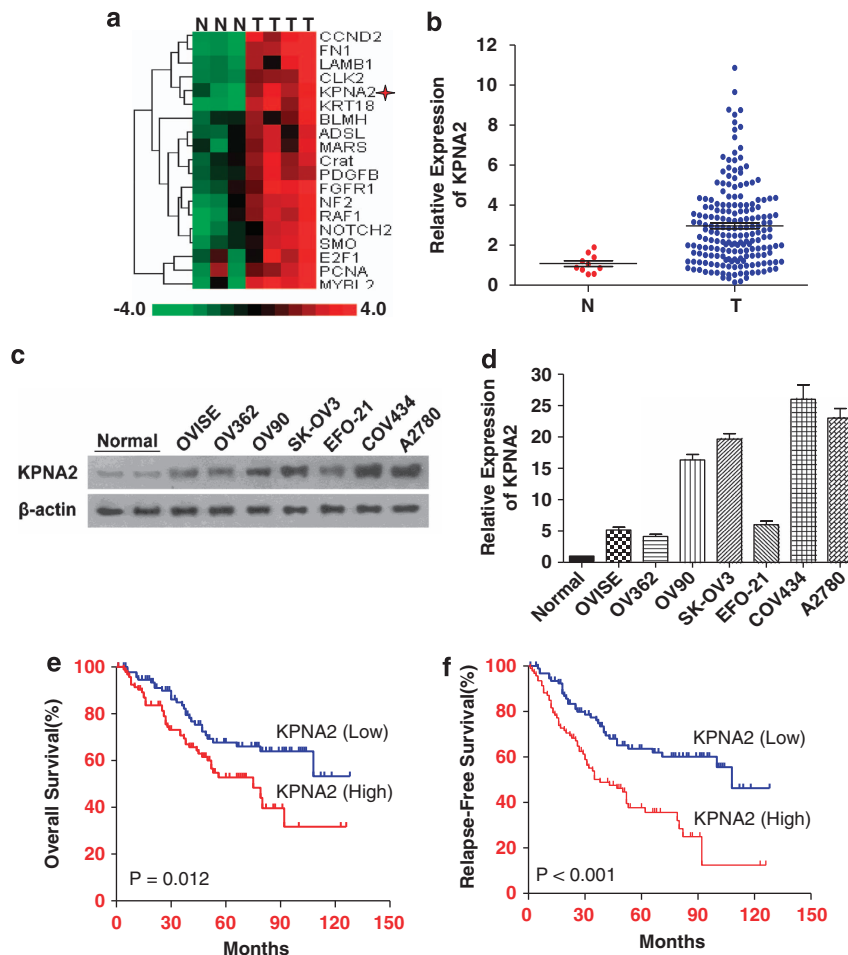 a
N N N T T T T
CCND2
FN1
LAMB1
CLK2
KPNA2
KRT18
BLMH
ADSL
MARS
Crat
PDGFB
FGFR1
NF2
RAF1
NOTCH2
SMO
E2F1
PCNA
MYBL2
-4.0 4.0
b
Relative Expression
of KPNA2
12
10
8
6
4
2
0
N T
c
Normal OVISE OV362 OV90 SK-OV3 EFO-21 COV434 A2780
KPNA2
β-actin
d
Relative Expression
of KPNA2
30
25
20
15
10
5
0
Normal OVISE OV362 OV90 SK-OV3 EFO-21 COV434 A2780
e
Overall Survival(%)
100
80
60
40
20
0
KPNA2 (Low)
KPNA2 (High)
P = 0.012
0 30 60 90 120 150
Months
f
Relapse-Free Survival(%)
100
80
60
40
20
0
KPNA2 (Low)
KPNA2 (High)
P < 0.001
0 30 60 90 120 150
Months